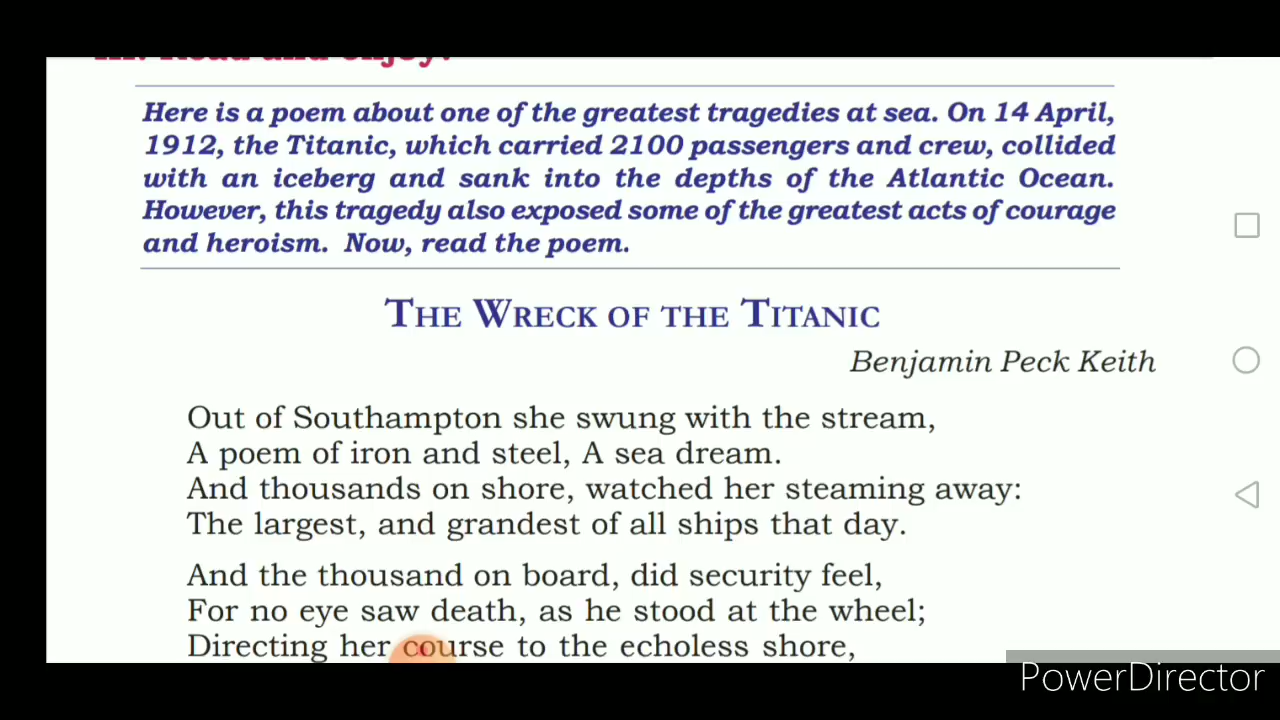 III. Read and enjoy:
Here is a poem about one of the greatest tragedies at sea. On 14 April,
1912, the Titanic, which carried 2100 passengers and crew, collided
with an iceberg and sank into the depths of the Atlantic Ocean.
However, this tragedy also exposed some of the greatest acts of courage
and heroism. Now, read the poem.
THE WRECK OF THE TITANIC
Benjamin Peck Keith
Out of Southampton she swung with the stream,
A poem of iron and steel, A sea dream.
And thousands on shore, watched her steaming away:
The largest, and grandest of all ships that day.
And the thousand on board, did security feel,
For no eye saw death, as he stood at the wheel;
Directing her course to the echoless shore,
PowerDirector